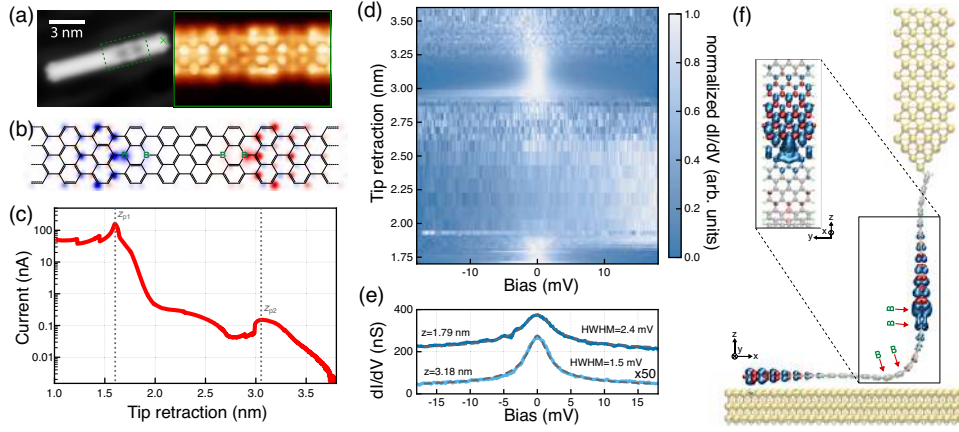 (a)
3 nm
×
(b)
B B B B
(c)
Current (nA)
100
10
1
0.1
0.01
z_p1
z_p2
1.0 1.5 2.0 2.5 3.0 3.5
Tip retraction (nm)
(d)
Tip retraction (nm)
3.50
3.25
3.00
2.75
2.50
2.25
2.00
1.75
-10 0 10
Bias (mV)
1.0
0.8
0.6
0.4
0.2
0.0
normalized dI/dV (arb. units)
(e)
dI/dV (nS)
400
200
0
z=1.79 nm
HWHM=2.4 mV
z=3.18 nm
HWHM=1.5 mV
x50
-15 -10 -5 0 5 10 15
Bias (mV)
(f)
z
y x
B
B
B B
z
y x